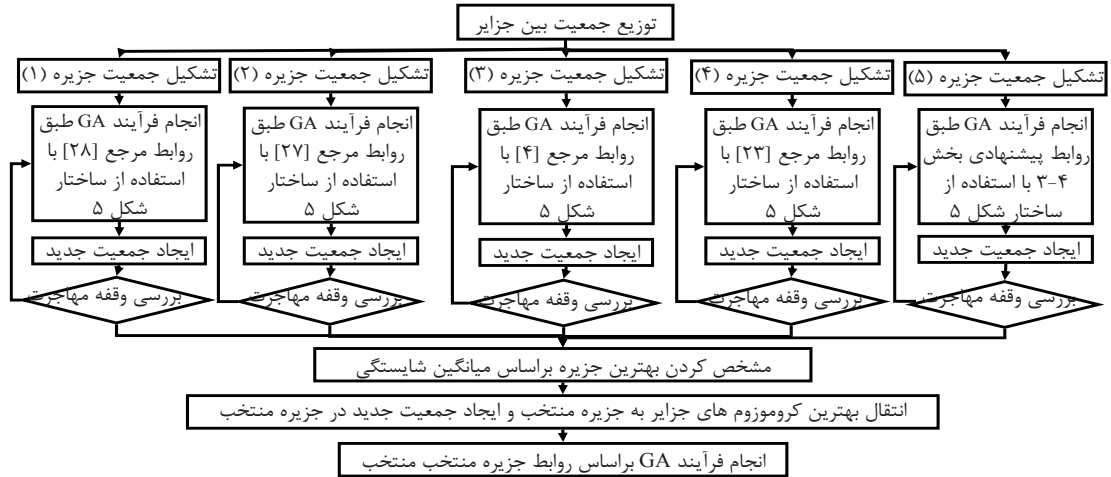 توزیع جمعیت بین جزایر
تشکیل جمعیت جزیره (۱)
تشکیل جمعیت جزیره (۲)
تشکیل جمعیت جزیره (۳)
تشکیل جمعیت جزیره (۴)
تشکیل جمعیت جزیره (۵)
انجام فرآیند GA طبق
روابط مرجع [۲۸] با
استفاده از ساختار
شکل ۵
انجام فرآیند GA طبق
روابط مرجع [۲۷] با
استفاده از ساختار
شکل ۵
انجام فرآیند GA طبق
روابط مرجع [۴] با
استفاده از ساختار
شکل ۵
انجام فرآیند GA طبق
روابط مرجع [۲۳] با
استفاده از ساختار
شکل ۵
انجام فرآیند GA طبق
روابط پیشنهادی بخش
۳-۴ با استفاده از
ساختار شکل ۵
ایجاد جمعیت جدید
ایجاد جمعیت جدید
ایجاد جمعیت جدید
ایجاد جمعیت جدید
ایجاد جمعیت جدید
بررسی وقفه مهاجرت
بررسی وقفه مهاجرت
بررسی وقفه مهاجرت
بررسی وقفه مهاجرت
بررسی وقفه مهاجرت
مشخص کردن بهترین جزیره براساس میانگین شایستگی
انتقال بهترین کروموزوم های جزایر به جزیره منتخب و ایجاد جمعیت جدید در جزیره منتخب
انجام فرآیند GA براساس روابط جزیره منتخب منتخب